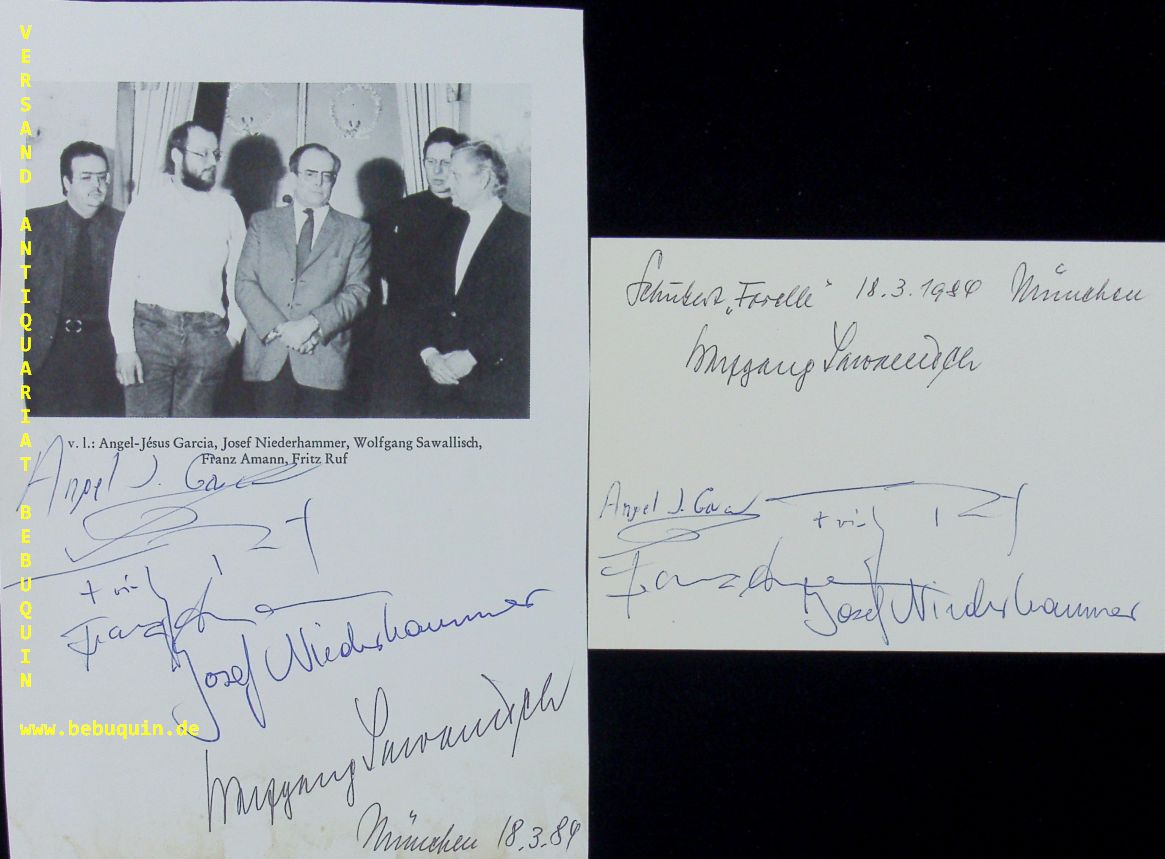 VERSAND ANTIQUARIAT BEBUQUIN
www.bebuquin.de
v. l.: Angel-Jésus Garcia, Josef Niederhammer, Wolfgang Sawallisch,
Franz Amann, Fritz Ruf
Angel J. Garcia
Fritz Ruf
Franz Amann
Josef Niederhammer
Wolfgang Sawallisch
München 18.3.84
Schubert „Forelle“ 18.3.1984 München
Wolfgang Sawallisch
Angel J. Garcia
Fritz Ruf
Franz Amann
Josef Niederhammer